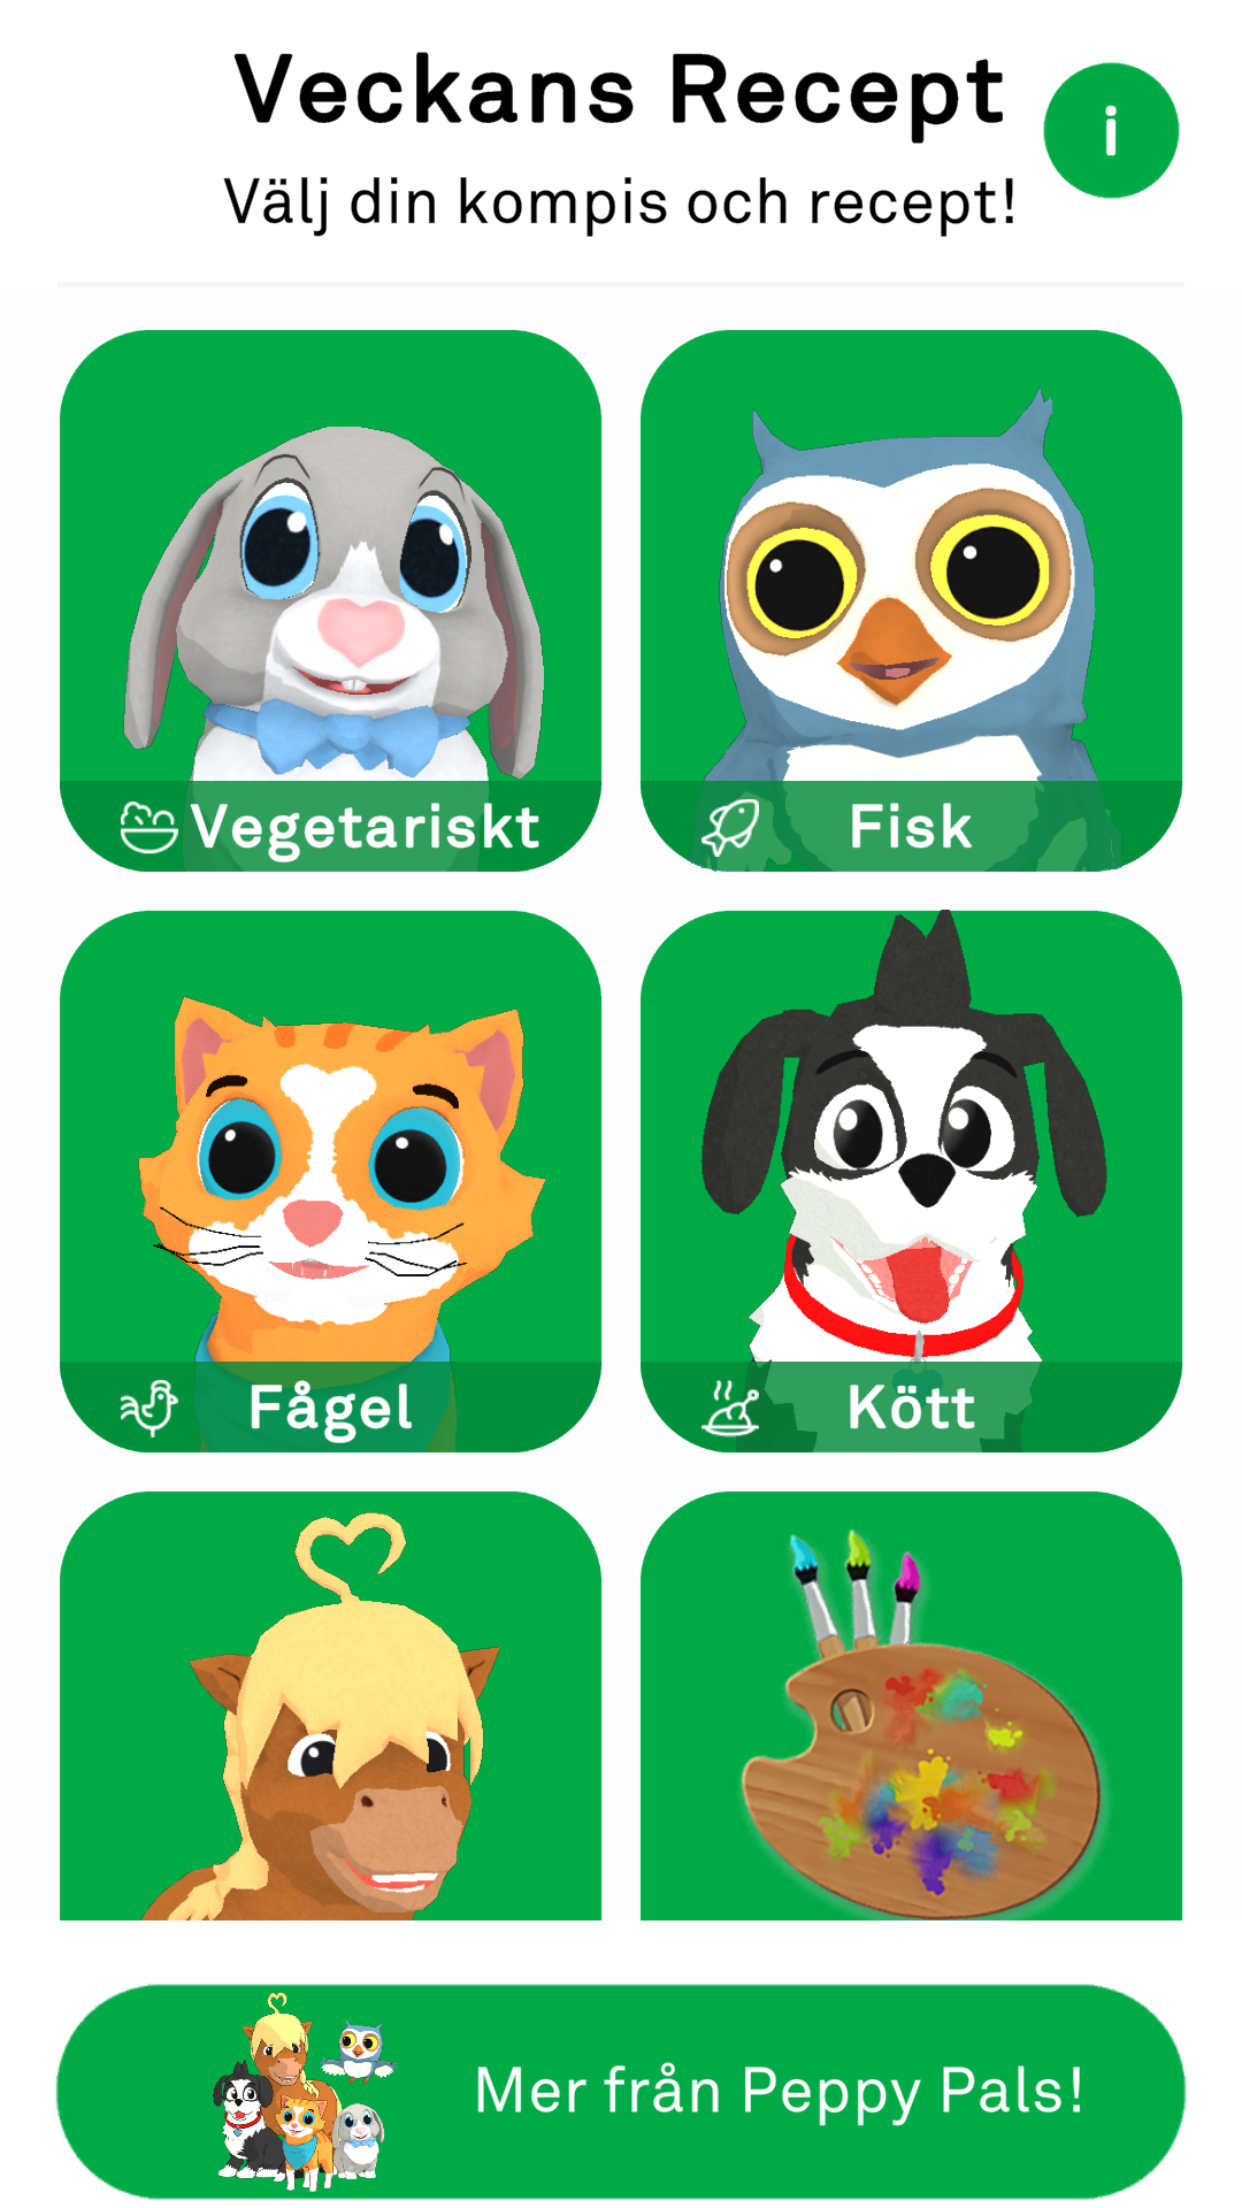 Veckans Recept
i
Välj din kompis och recept!
Vegetariskt
Fisk
Fågel
Kött
Mer från Peppy Pals!